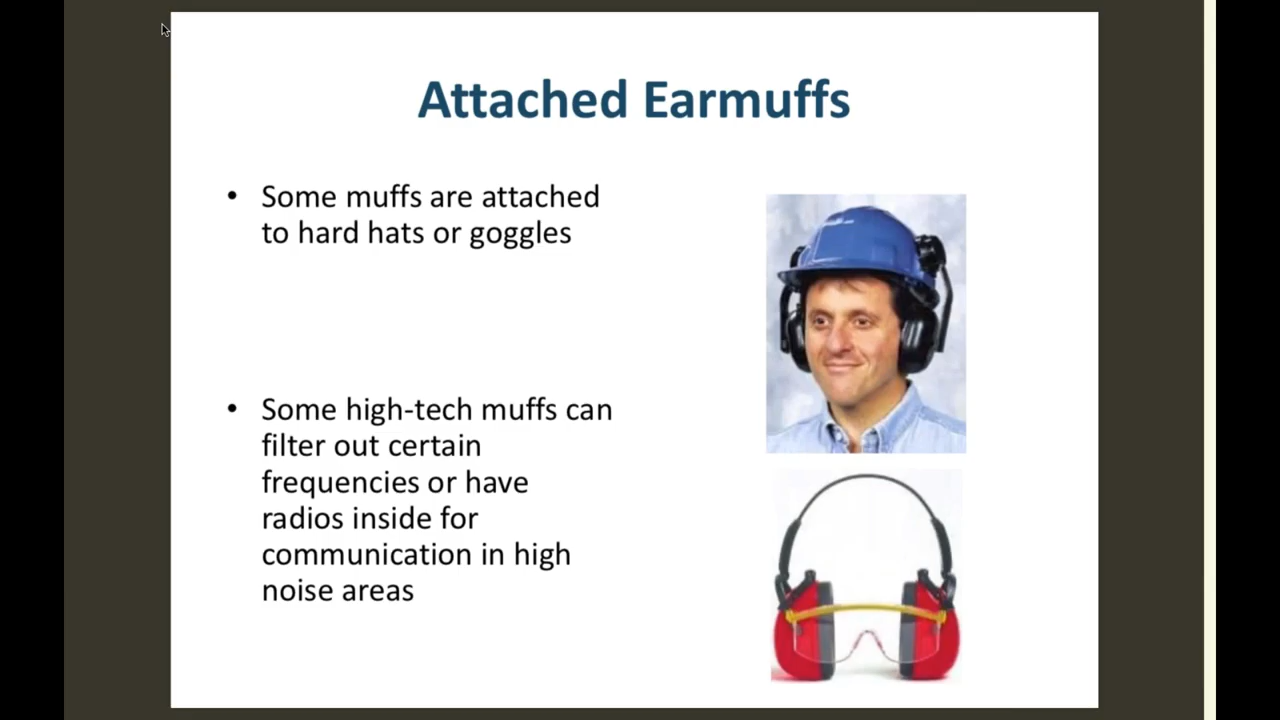 Attached Earmuffs
• Some muffs are attached
to hard hats or goggles
• Some high-tech muffs can
filter out certain
frequencies or have
radios inside for
communication in high
noise areas